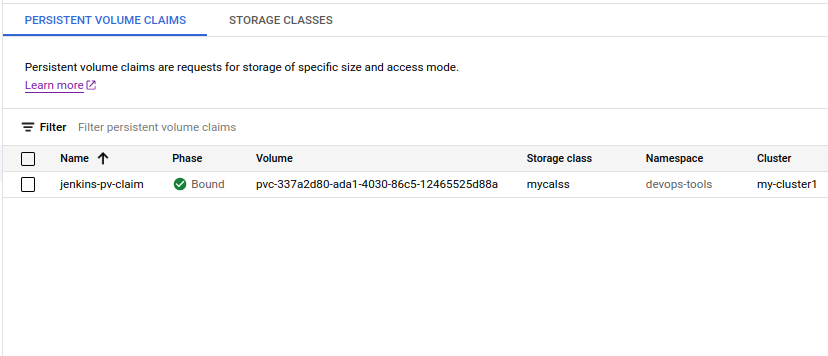 PERSISTENT VOLUME CLAIMS STORAGE CLASSES
Persistent volume claims are requests for storage of specific size and access mode.
Learn more
Filter Filter persistent volume claims
Name Phase Volume Storage class Namespace Cluster
jenkins-pv-claim Bound pvc-337a2d80-ada1-4030-86c5-12465525d88a mycalss devops-tools my-cluster1